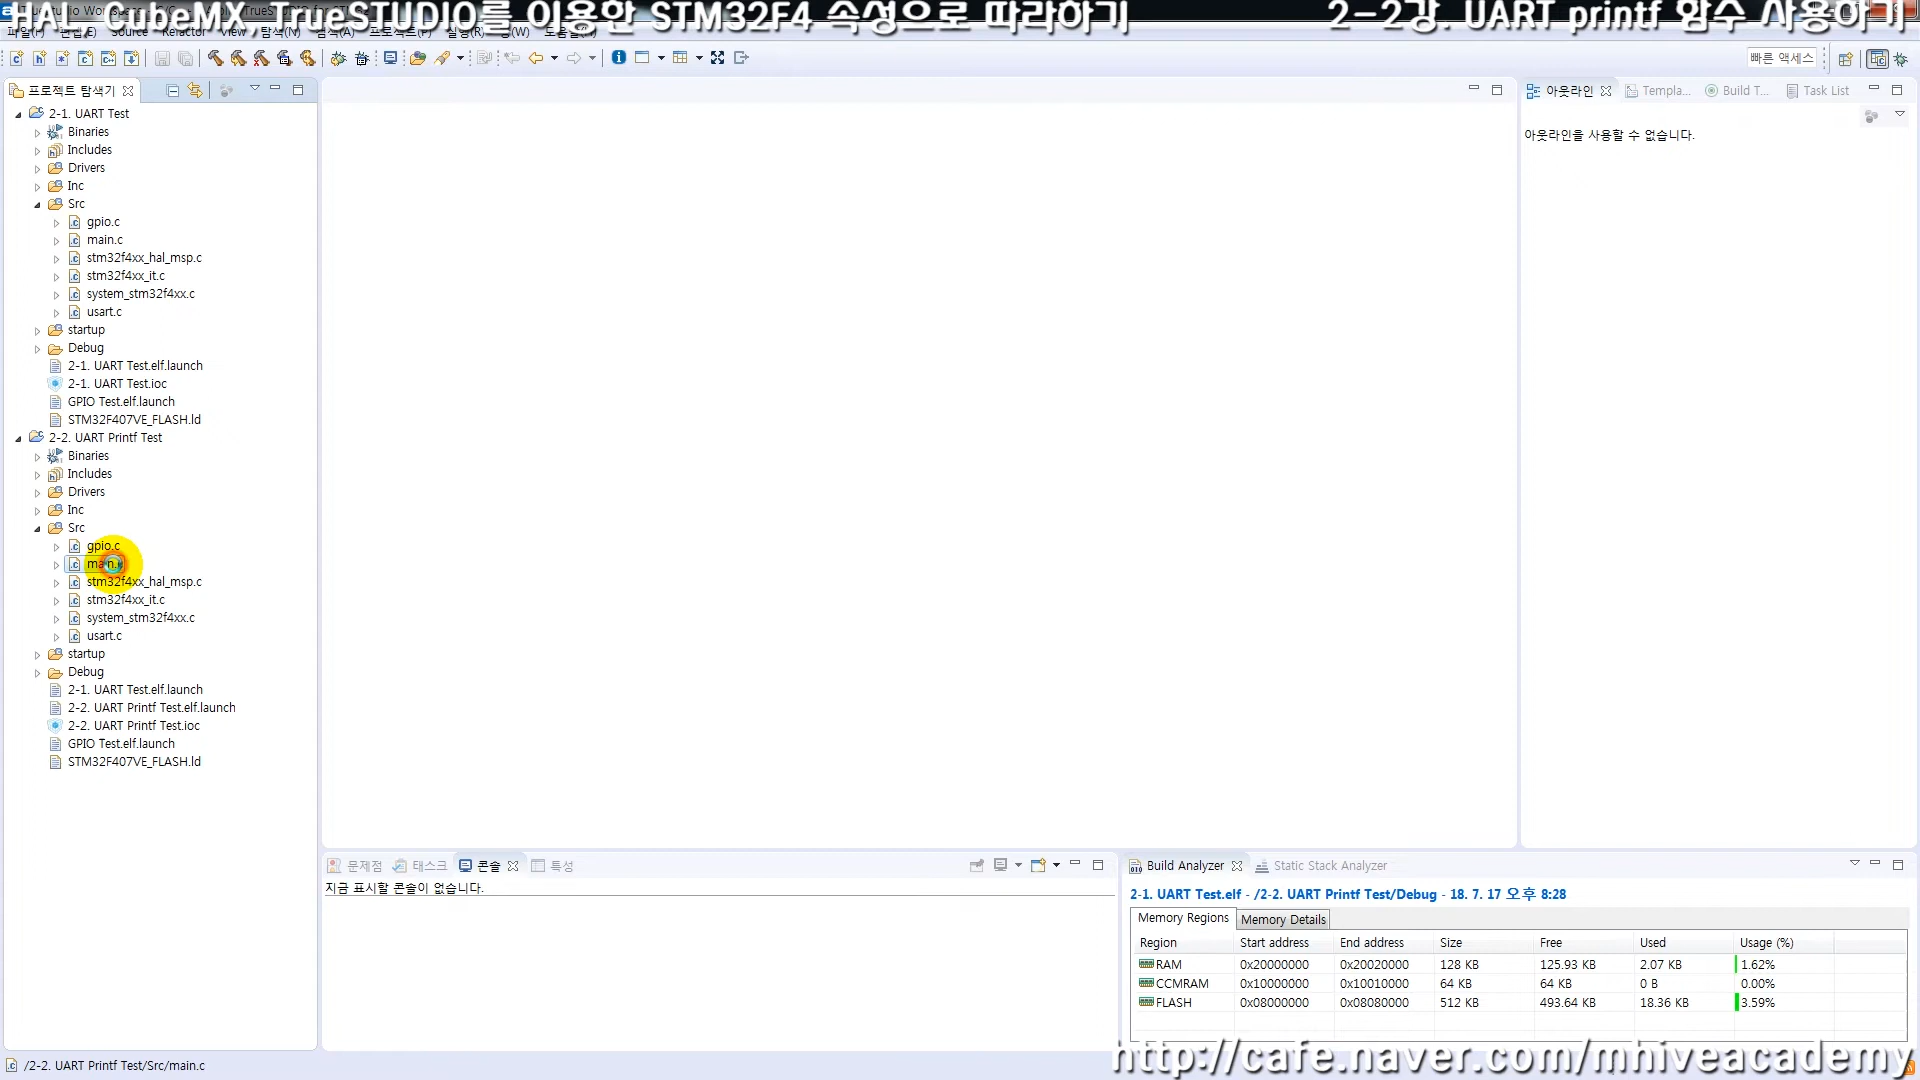 HAL, CubeMX, TrueSTUDIO를 이용한 STM32F4 속성으로 따라하기
2-2강. UART printf 함수 사용하기
Source Refactor View
빠른 액세스
프로젝트 탐색기
2-1. UART Test
Binaries
Includes
Drivers
Inc
Src
gpio.c
main.c
stm32f4xx_hal_msp.c
stm32f4xx_it.c
system_stm32f4xx.c
usart.c
startup
Debug
2-1. UART Test.elf.launch
2-1. UART Test.ioc
GPIO Test.elf.launch
STM32F407VE_FLASH.ld
2-2. UART Printf Test
Binaries
Includes
Drivers
Inc
Src
gpio.c
main.c
stm32f4xx_hal_msp.c
stm32f4xx_it.c
system_stm32f4xx.c
usart.c
startup
Debug
2-1. UART Test.elf.launch
2-2. UART Printf Test.elf.launch
2-2. UART Printf Test.ioc
GPIO Test.elf.launch
STM32F407VE_FLASH.ld
아웃라인 Templa... Build T... Task List
아웃라인을 사용할 수 없습니다.
문제점 태스크 콘솔 특성
지금 표시할 콘솔이 없습니다.
Build Analyzer Static Stack Analyzer
2-1. UART Test.elf - /2-2. UART Printf Test/Debug - 18. 7. 17 오후 8:28
Memory Regions Memory Details
Region Start address End address Size Free Used Usage (%)
RAM 0x20000000 0x20020000 128 KB 125.93 KB 2.07 KB 1.62%
CCMRAM 0x10000000 0x10010000 64 KB 64 KB 0 B 0.00%
FLASH 0x08000000 0x08080000 512 KB 493.64 KB 18.36 KB 3.59%
http://cafe.naver.com/mhiveacademy
/2-2. UART Printf Test/Src/main.c